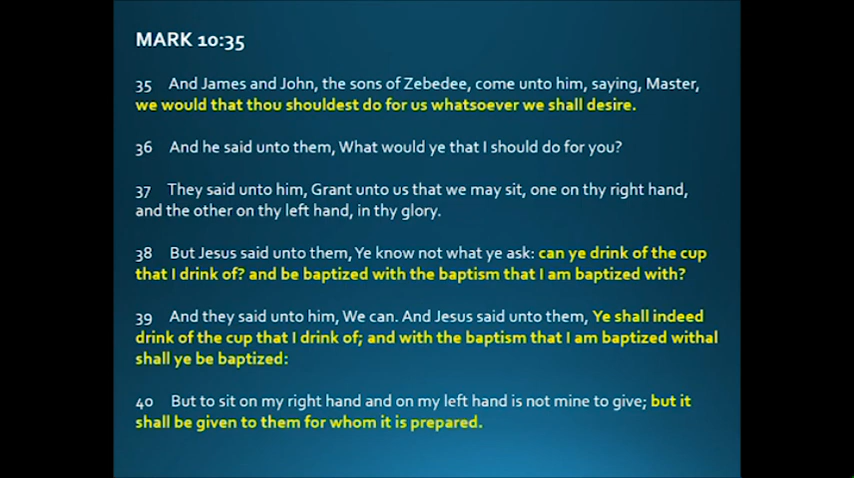 MARK 10:35
35 And James and John, the sons of Zebedee, come unto him, saying, Master,
we would that thou shouldest do for us whatsoever we shall desire.
36 And he said unto them, What would ye that I should do for you?
37 They said unto him, Grant unto us that we may sit, one on thy right hand,
and the other on thy left hand, in thy glory.
38 But Jesus said unto them, Ye know not what ye ask: can ye drink of the cup
that I drink of? and be baptized with the baptism that I am baptized with?
39 And they said unto him, We can. And Jesus said unto them, Ye shall indeed
drink of the cup that I drink of; and with the baptism that I am baptized withal
shall ye be baptized:
40 But to sit on my right hand and on my left hand is not mine to give; but it
shall be given to them for whom it is prepared.